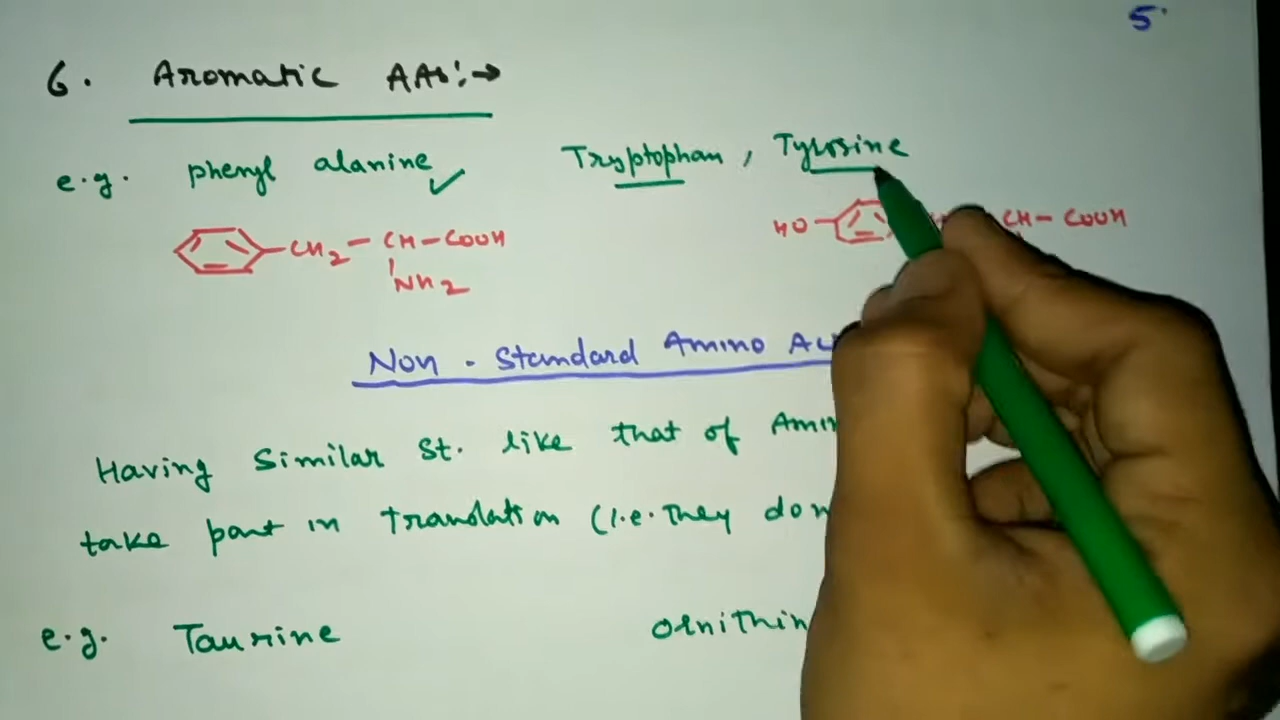 5.
6. Aromatic AAs:→
e.g. phenyl alanine ✓ Tryptophan, Tyrosine
CH2 – CH – COOH
NH2
HO CH – COOH
Non - Standard Amino
Having Similar St. like that of
take part in translation (i.e. They
e.g. Taurine